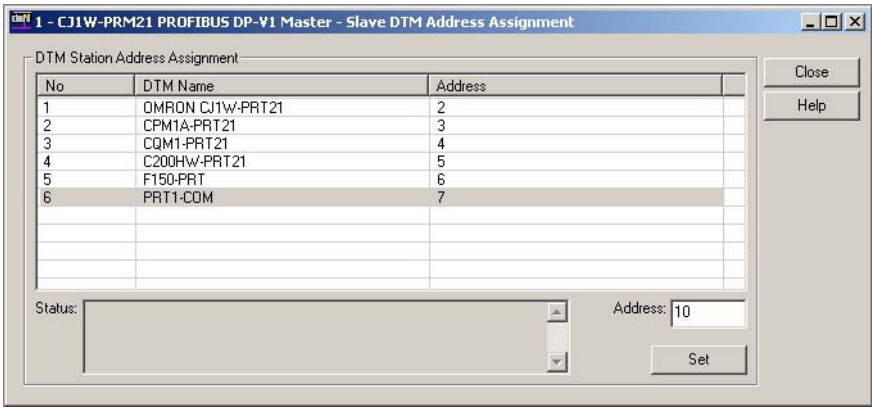 1 - CJ1W-PRM21 PROFIBUS DP-V1 Master - Slave DTM Address Assignment
DTM Station Address Assignment
No DTM Name Address
1 OMRON CJ1W-PRT21 2
2 CPM1A-PRT21 3
3 CQM1-PRT21 4
4 C200HW-PRT21 5
5 F150-PRT 6
6 PRT1-COM 7
Close
Help
Status:
Address: 10
Set